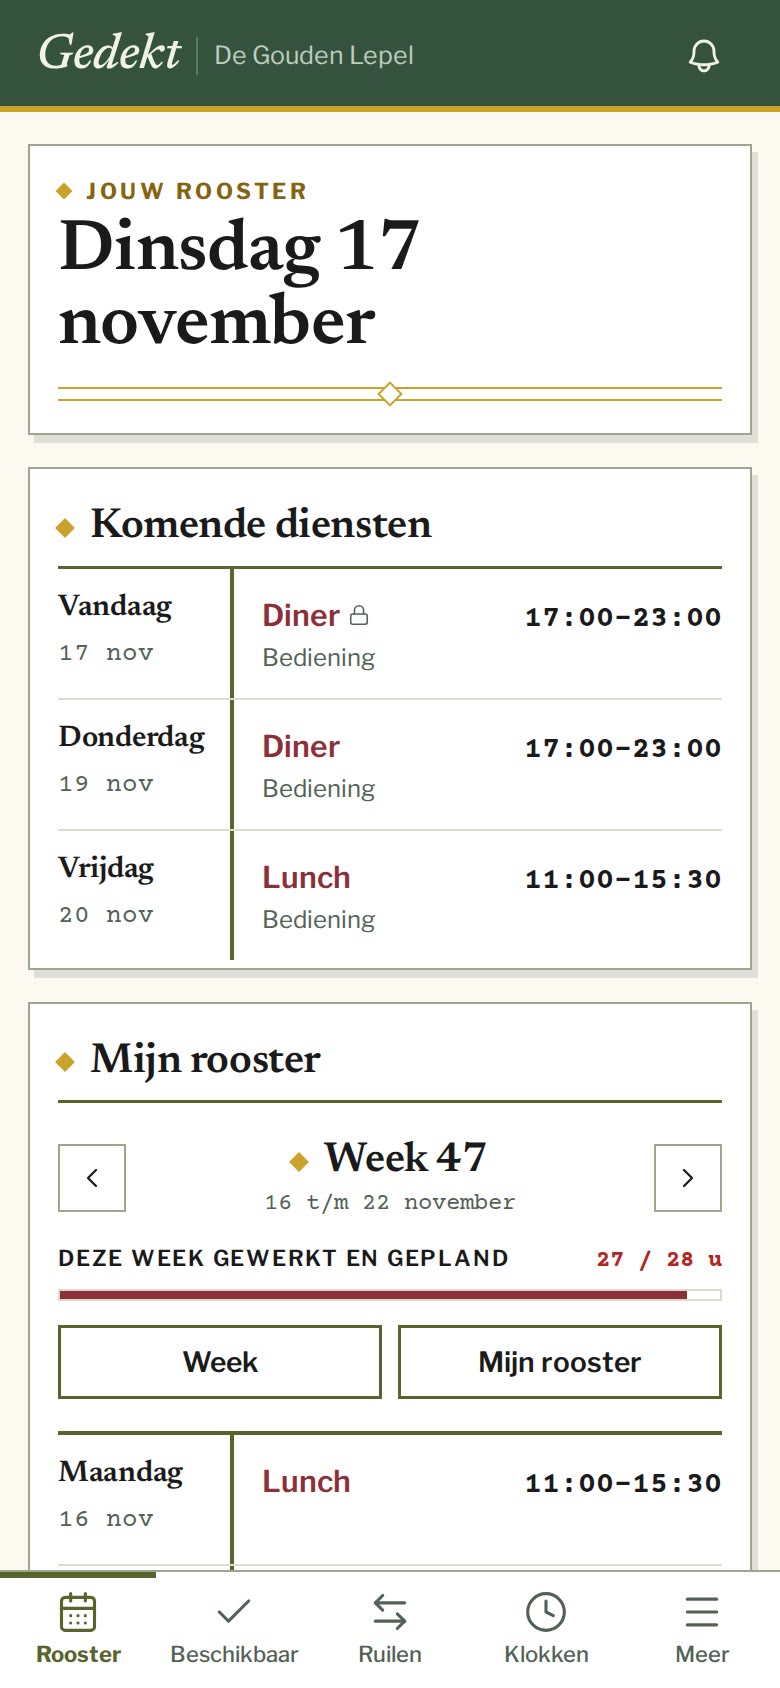 Gedekt
De Gouden Lepel
JOUW ROOSTER
Dinsdag 17
november
Komende diensten
Vandaag
17 nov
Diner
Bediening
17:00–23:00
Donderdag
19 nov
Diner
Bediening
17:00–23:00
Vrijdag
20 nov
Lunch
Bediening
11:00–15:30
Mijn rooster
Week 47
16 t/m 22 november
DEZE WEEK GEWERKT EN GEPLAND
27 / 28 u
Week
Mijn rooster
Maandag
16 nov
Lunch
11:00–15:30
Rooster
Beschikbaar
Ruilen
Klokken
Meer